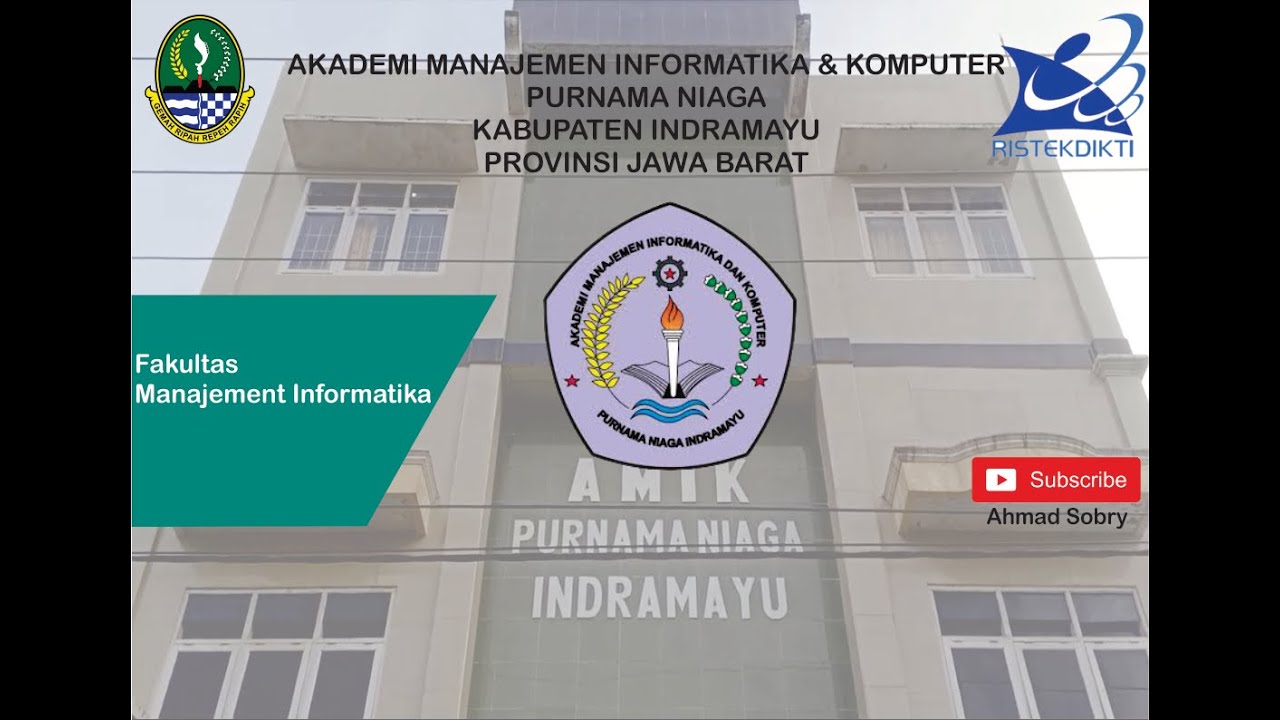 AKADEMI MANAJEMEN INFORMATIKA & KOMPUTER
PURNAMA NIAGA
KABUPATEN INDRAMAYU
PROVINSI JAWA BARAT
GEMAH RIPAH REPEH RAPIH
RISTEKDIKTI
AKADEMI MANAJEMEN INFORMATIKA DAN KOMPUTER
PURNAMA NIAGA INDRAMAYU
Fakultas
Manajement Informatika
Subscribe
Ahmad Sobry
AMIK
PURNAMA NIAGA
INDRAMAYU